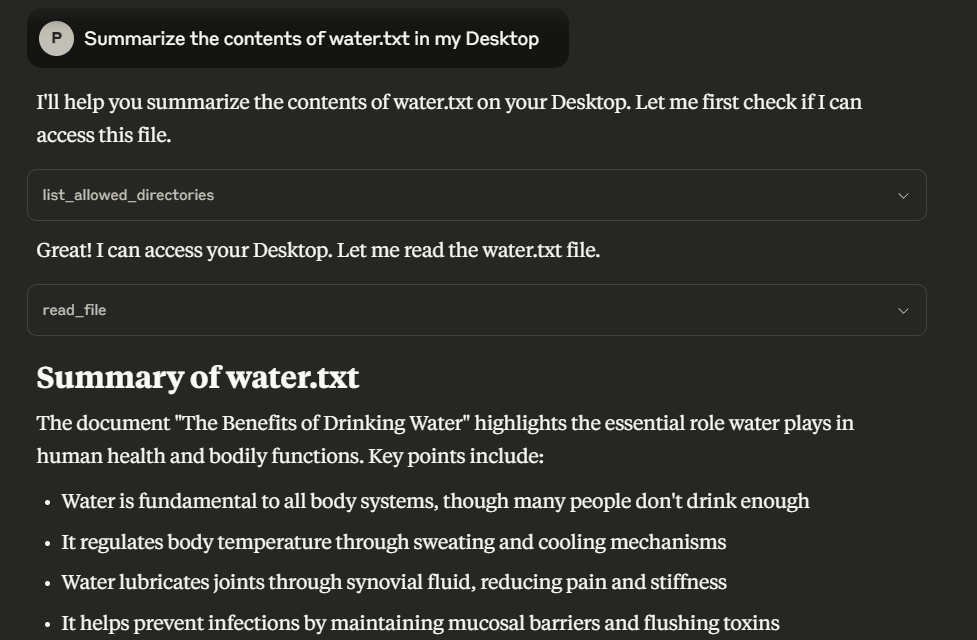 P Summarize the contents of water.txt in my Desktop
I'll help you summarize the contents of water.txt on your Desktop. Let me first check if I can
access this file.
list_allowed_directories
Great! I can access your Desktop. Let me read the water.txt file.
read_file
Summary of water.txt
The document "The Benefits of Drinking Water" highlights the essential role water plays in
human health and bodily functions. Key points include:
• Water is fundamental to all body systems, though many people don't drink enough
• It regulates body temperature through sweating and cooling mechanisms
• Water lubricates joints through synovial fluid, reducing pain and stiffness
• It helps prevent infections by maintaining mucosal barriers and flushing toxins